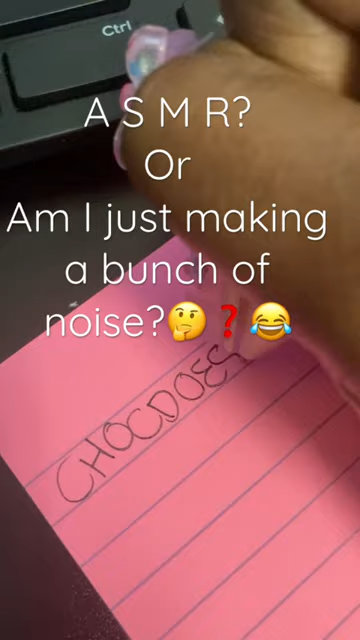 Ctrl
A S M R?
Or
Am I just making
a bunch of
noise?🤔❓😂
CHOCDOES